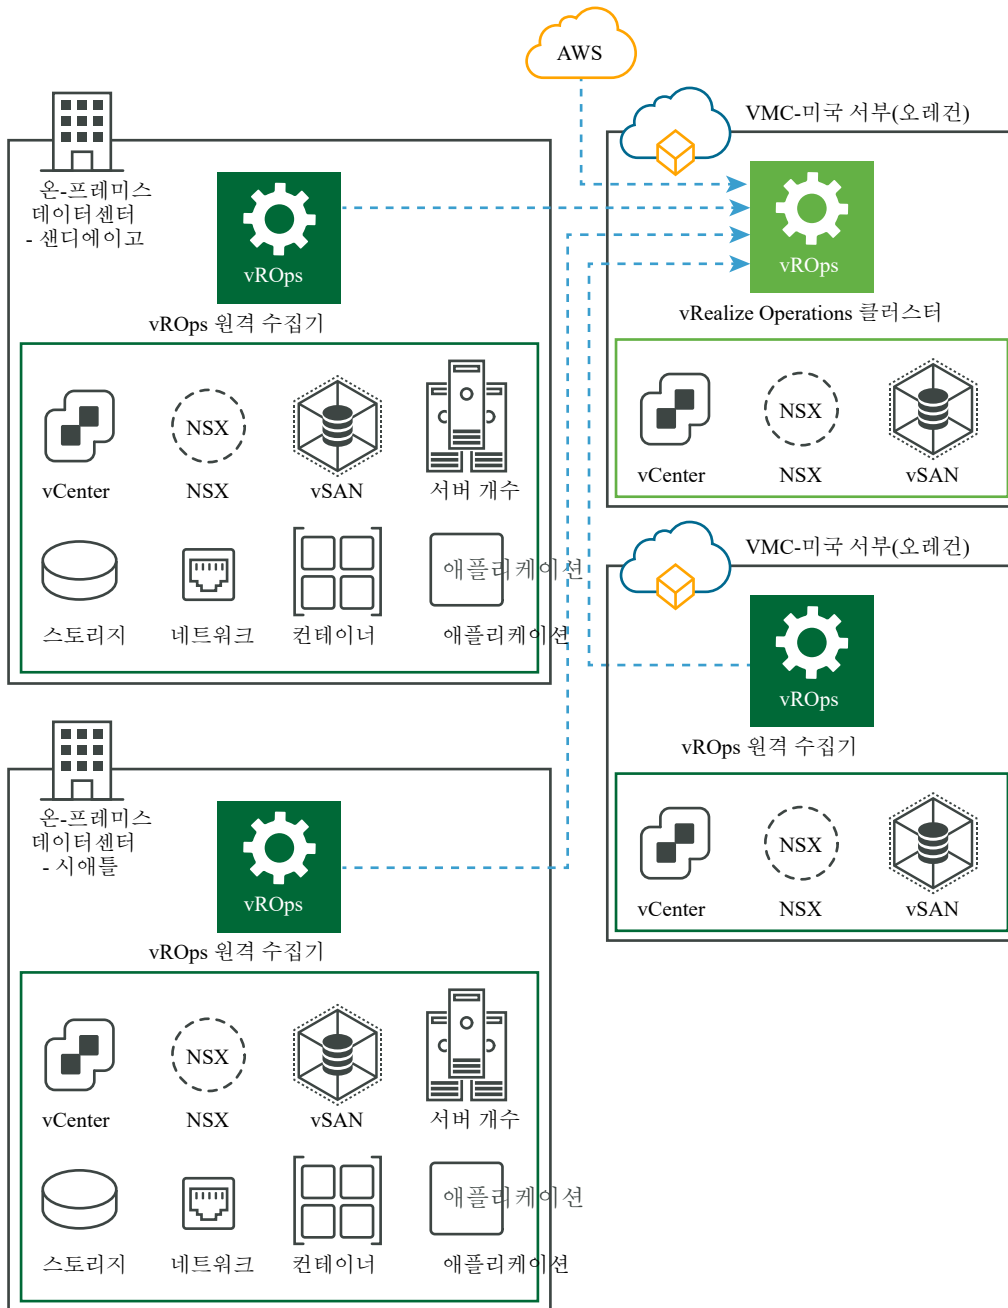 AWS
온-프레미스
데이터센터
- 샌디에이고
vROps
vROps 원격 수집기
vCenter
NSX
NSX
vSAN
서버 개수
스토리지
네트워크
컨테이너
애플리케이션
애플리케이션
VMC-미국 서부(오레건)
vROps
vRealize Operations 클러스터
vCenter
NSX
NSX
vSAN
VMC-미국 서부(오레건)
vROps
vROps 원격 수집기
vCenter
NSX
NSX
vSAN
온-프레미스
데이터센터
- 시애틀
vROps
vROps 원격 수집기
vCenter
NSX
NSX
vSAN
서버 개수
스토리지
네트워크
컨테이너
애플리케이션
애플리케이션